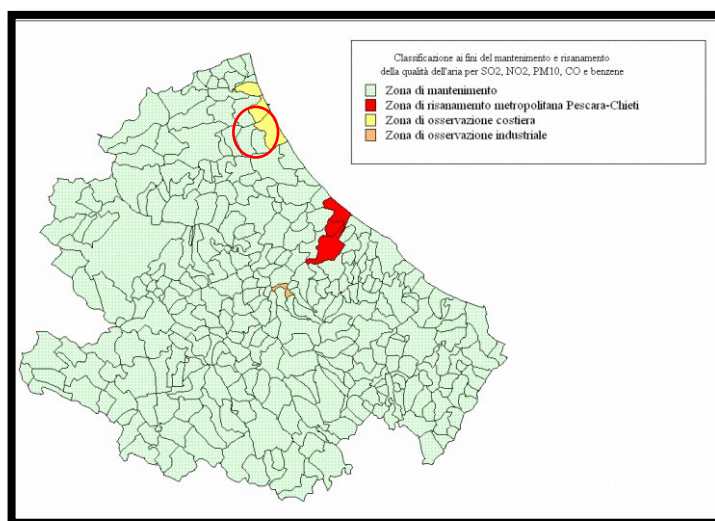 Classificazione ai fini del mantenimento e risanamento
della qualità dell'aria per SO2, NO2, PM10, CO e benzene
Zona di mantenimento
Zona di risanamemto metropolitana Pescara-Chieti
Zona di osservazione costiera
Zona di osservazione industriale